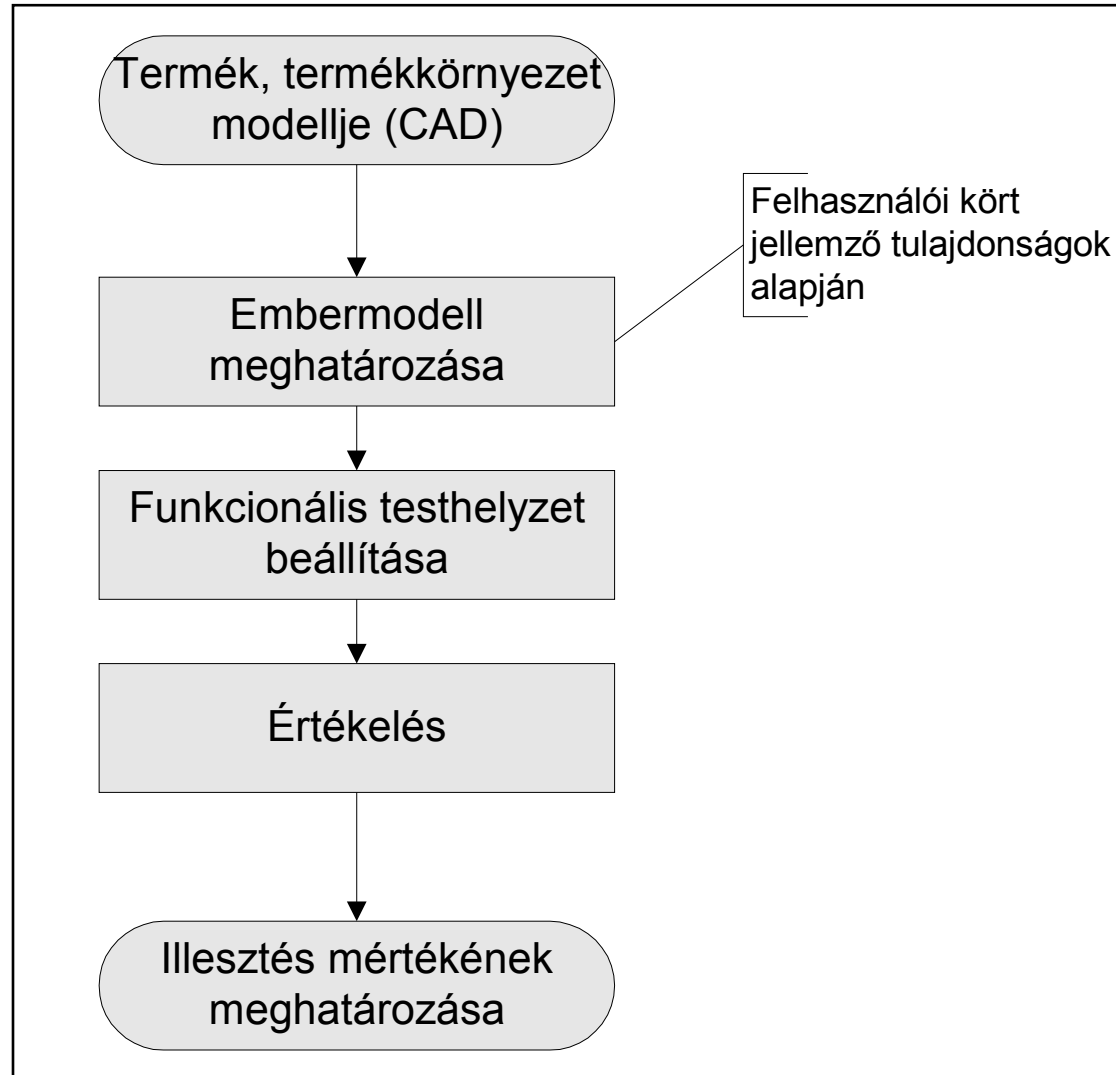 Termék, termékkörnyezet
modellje (CAD)
Felhasználói kört
jellemző tulajdonságok
alapján
Embermodell
meghatározása
Funkcionális testhelyzet
beállítása
Értékelés
Illesztés mértékének
meghatározása